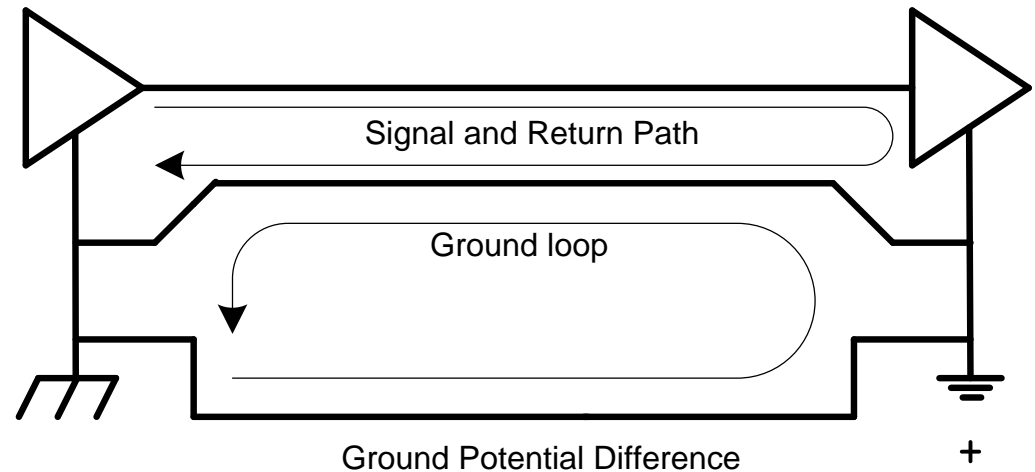 Signal and Return Path
Ground loop
Ground Potential Difference
+